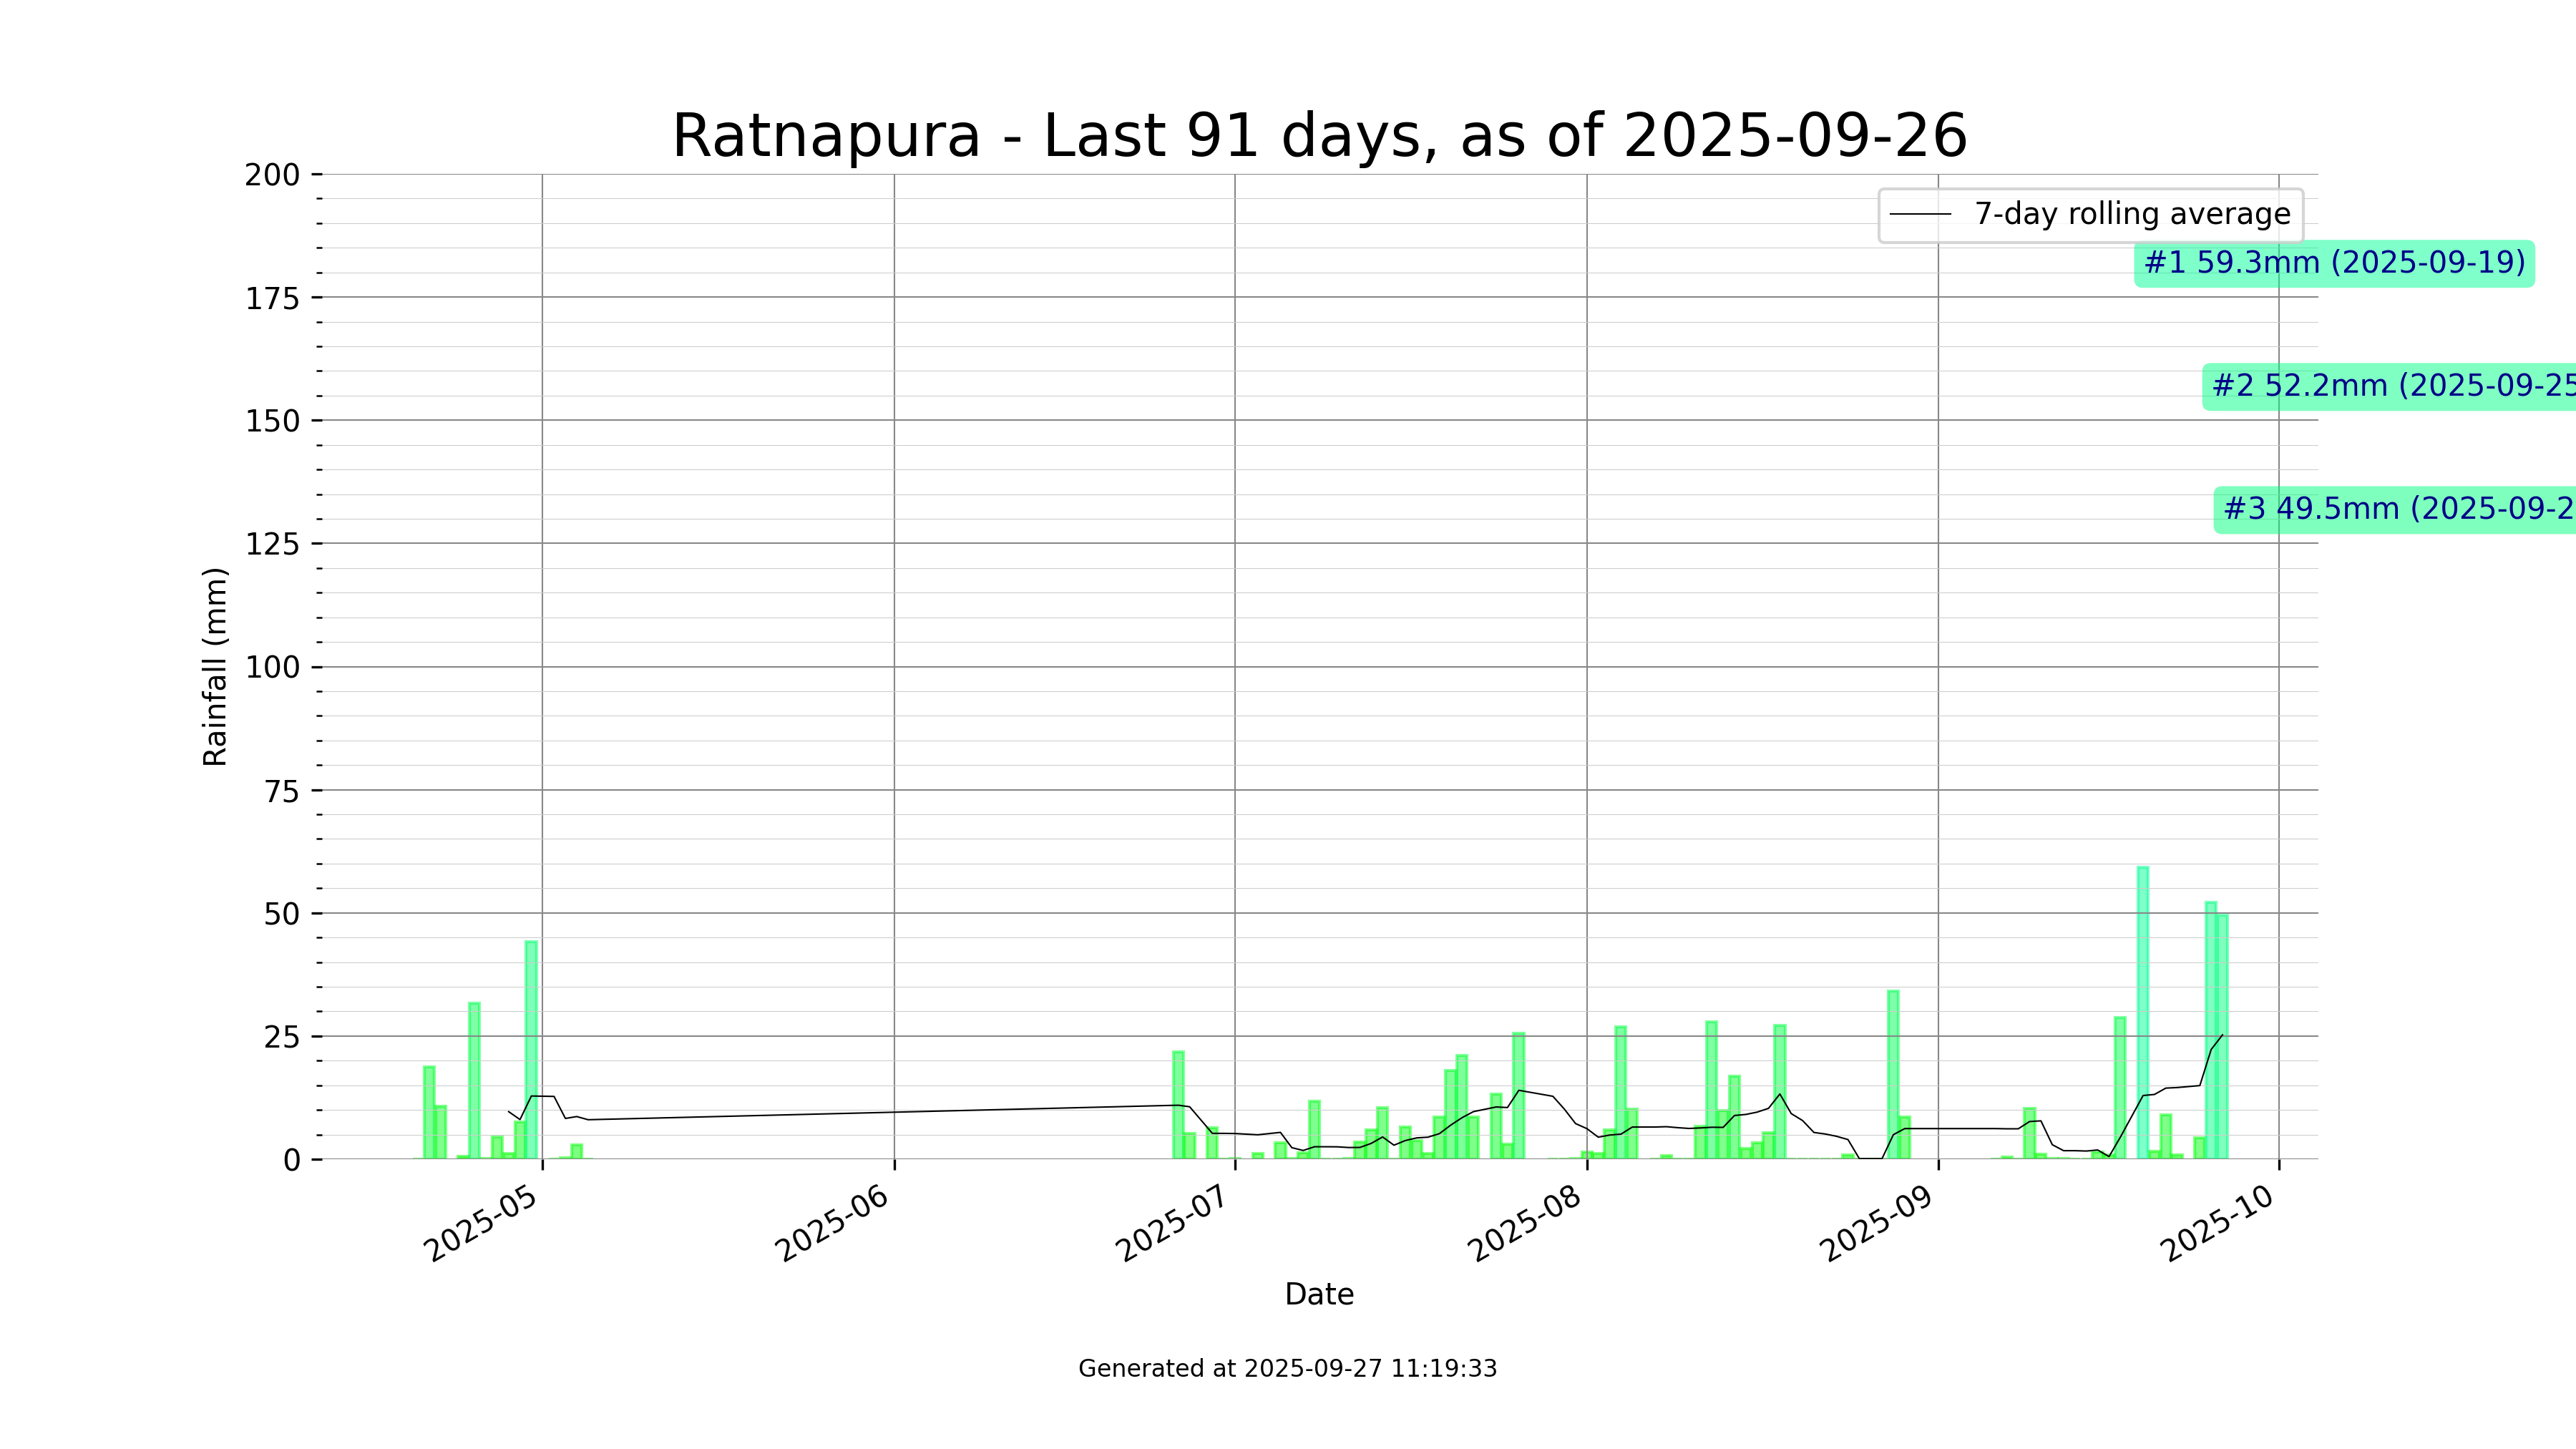 Ratnapura - Last 91 days, as of 2025-09-26
7-day rolling average
#1 59.3mm (2025-09-19)
#2 52.2mm (2025-09-25
#3 49.5mm (2025-09-2
200
175
150
125
100
75
50
25
0
Rainfall (mm)
2025-05
2025-06
2025-07
2025-08
2025-09
2025-10
Date
Generated at 2025-09-27 11:19:33